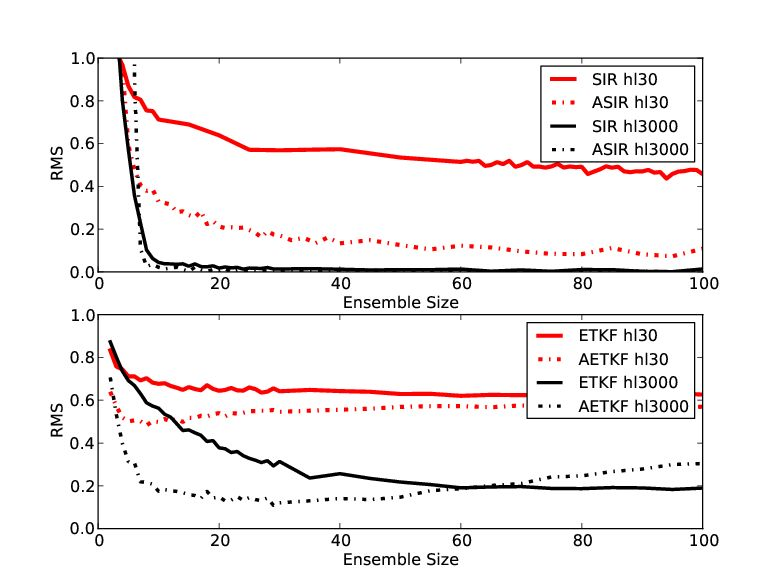 1.0
0.8
0.6
0.4
0.2
0.0
RMS
SIR hl30
ASIR hl30
SIR hl3000
ASIR hl3000
0 20 40 60 80 100
Ensemble Size
1.0
0.8
0.6
0.4
0.2
0.0
RMS
ETKF hl30
AETKF hl30
ETKF hl3000
AETKF hl3000
0 20 40 60 80 100
Ensemble Size